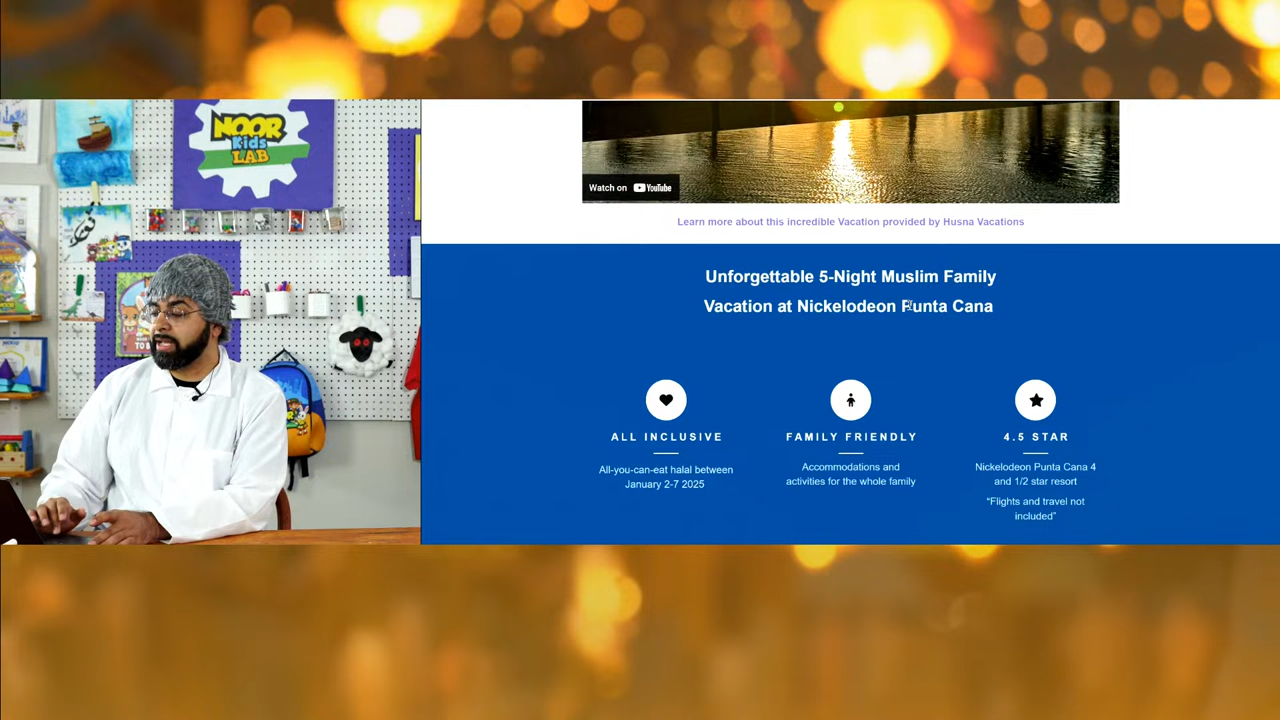 NOOR
Kids
LAB
Watch on YouTube
Learn more about this incredible Vacation provided by Husna Vacations
Unforgettable 5-Night Muslim Family
Vacation at Nickelodeon Punta Cana
ALL INCLUSIVE
All-you-can-eat halal between
January 2-7 2025
FAMILY FRIENDLY
Accommodations and
activities for the whole family
4.5 STAR
Nickelodeon Punta Cana 4
and 1/2 star resort
“Flights and travel not
included”